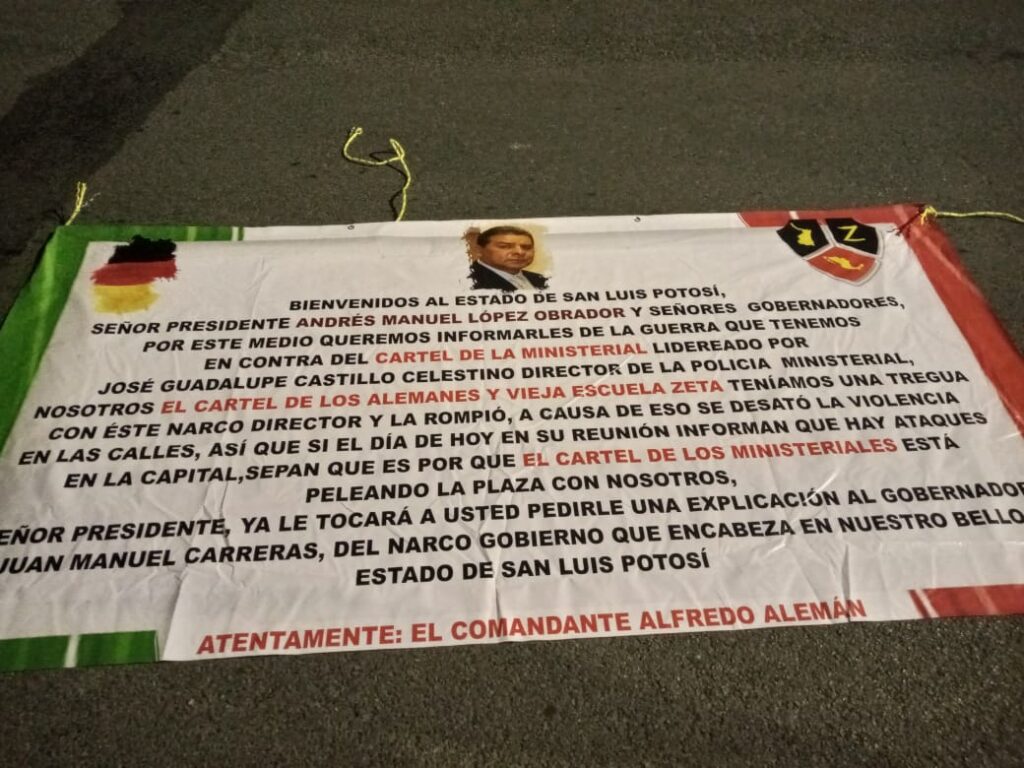 Z
BIENVENIDOS AL ESTADO DE SAN LUIS POTOSÍ,
SEÑOR PRESIDENTE ANDRÉS MANUEL LÓPEZ OBRADOR Y SEÑORES GOBERNADORES,
POR ESTE MEDIO QUEREMOS INFORMARLES DE LA GUERRA QUE TENEMOS
EN CONTRA DEL CARTEL DE LA MINISTERIAL LIDEREADO POR
JOSÉ GUADALUPE CASTILLO CELESTINO DIRECTOR DE LA POLICIA MINISTERIAL,
NOSOTROS EL CARTEL DE LOS ALEMANES Y VIEJA ESCUELA ZETA TENÍAMOS UNA TREGUA
CON ÉSTE NARCO DIRECTOR Y LA ROMPIÓ, A CAUSA DE ESO SE DESATÓ LA VIOLENCIA
EN LAS CALLES, ASÍ QUE SI EL DÍA DE HOY EN SU REUNIÓN INFORMAN QUE HAY ATAQUES
EN LA CAPITAL,SEPAN QUE ES POR QUE EL CARTEL DE LOS MINISTERIALES ESTÁ
PELEANDO LA PLAZA CON NOSOTROS,
EÑOR PRESIDENTE, YA LE TOCARÁ A USTED PEDIRLE UNA EXPLICACIÓN AL GOBERNADOR
JUAN MANUEL CARRERAS, DEL NARCO GOBIERNO QUE ENCABEZA EN NUESTRO BELLO
ESTADO DE SAN LUIS POTOSÍ
ATENTAMENTE: EL COMANDANTE ALFREDO ALEMÁN